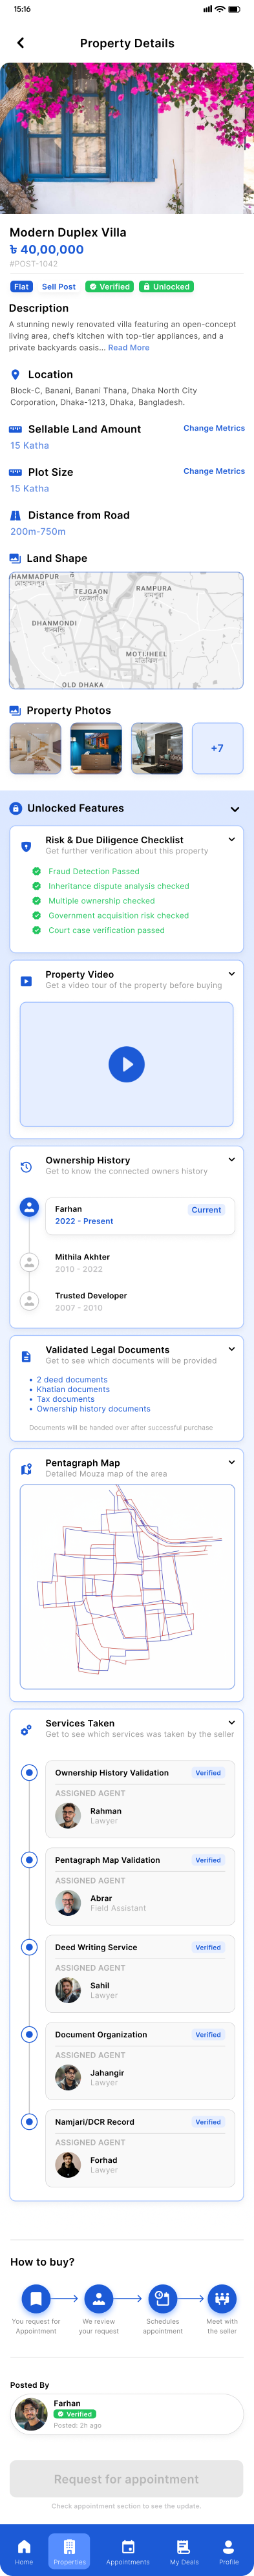 15:16
Property Details
Modern Duplex Villa
৳ 40,00,000
#POST-1042
Flat
Sell Post
Verified
Unlocked
Description
A stunning newly renovated villa featuring an open-concept
living area, chef's kitchen with top-tier appliances, and a
private backyards oasis... Read More
Location
Block-C, Banani, Banani Thana, Dhaka North City
Corporation, Dhaka-1213, Dhaka, Bangladesh.
Sellable Land Amount
Change Metrics
15 Katha
Plot Size
Change Metrics
15 Katha
Distance from Road
200m-750m
Land Shape
HAMMADPUR
মোহাম্মদপুর
TEJGAON
তেজগাঁও
RAMPURA
রামপুরা
DHANMONDI
ধানমন্ডি
MOTIJHEEL
মতিঝিল
OLD DHAKA
Property Photos
+7
Unlocked Features
Risk & Due Diligence Checklist
Get further verification about this property
Fraud Detection Passed
Inheritance dispute analysis checked
Multiple ownership checked
Government acquisition risk checked
Court case verification passed
Property Video
Get a video tour of the property before buying
Ownership History
Get to know the connected owners history
Farhan
Current
2022 - Present
Mithila Akhter
2010 - 2022
Trusted Developer
2007 - 2010
Validated Legal Documents
Get to see which documents will be provided
• 2 deed documents
• Khatian documents
• Tax documents
• Ownership history documents
Documents will be handed over after successful purchase
Pentagraph Map
Detailed Mouza map of the area
Services Taken
Get to see which services was taken by the seller
Ownership History Validation
Verified
ASSIGNED AGENT
Rahman
Lawyer
Pentagraph Map Validation
Verified
ASSIGNED AGENT
Abrar
Field Assistant
Deed Writing Service
Verified
ASSIGNED AGENT
Sahil
Lawyer
Document Organization
Verified
ASSIGNED AGENT
Jahangir
Lawyer
Namjari/DCR Record
Verified
ASSIGNED AGENT
Forhad
Lawyer
How to buy?
You request for
Appointment
We review
your request
Schedules
appointment
Meet with
the seller
Posted By
Farhan
Verified
Posted: 2h ago
Request for appointment
Check appointment section to see the update.
Home
Properties
Appointments
My Deals
Profile